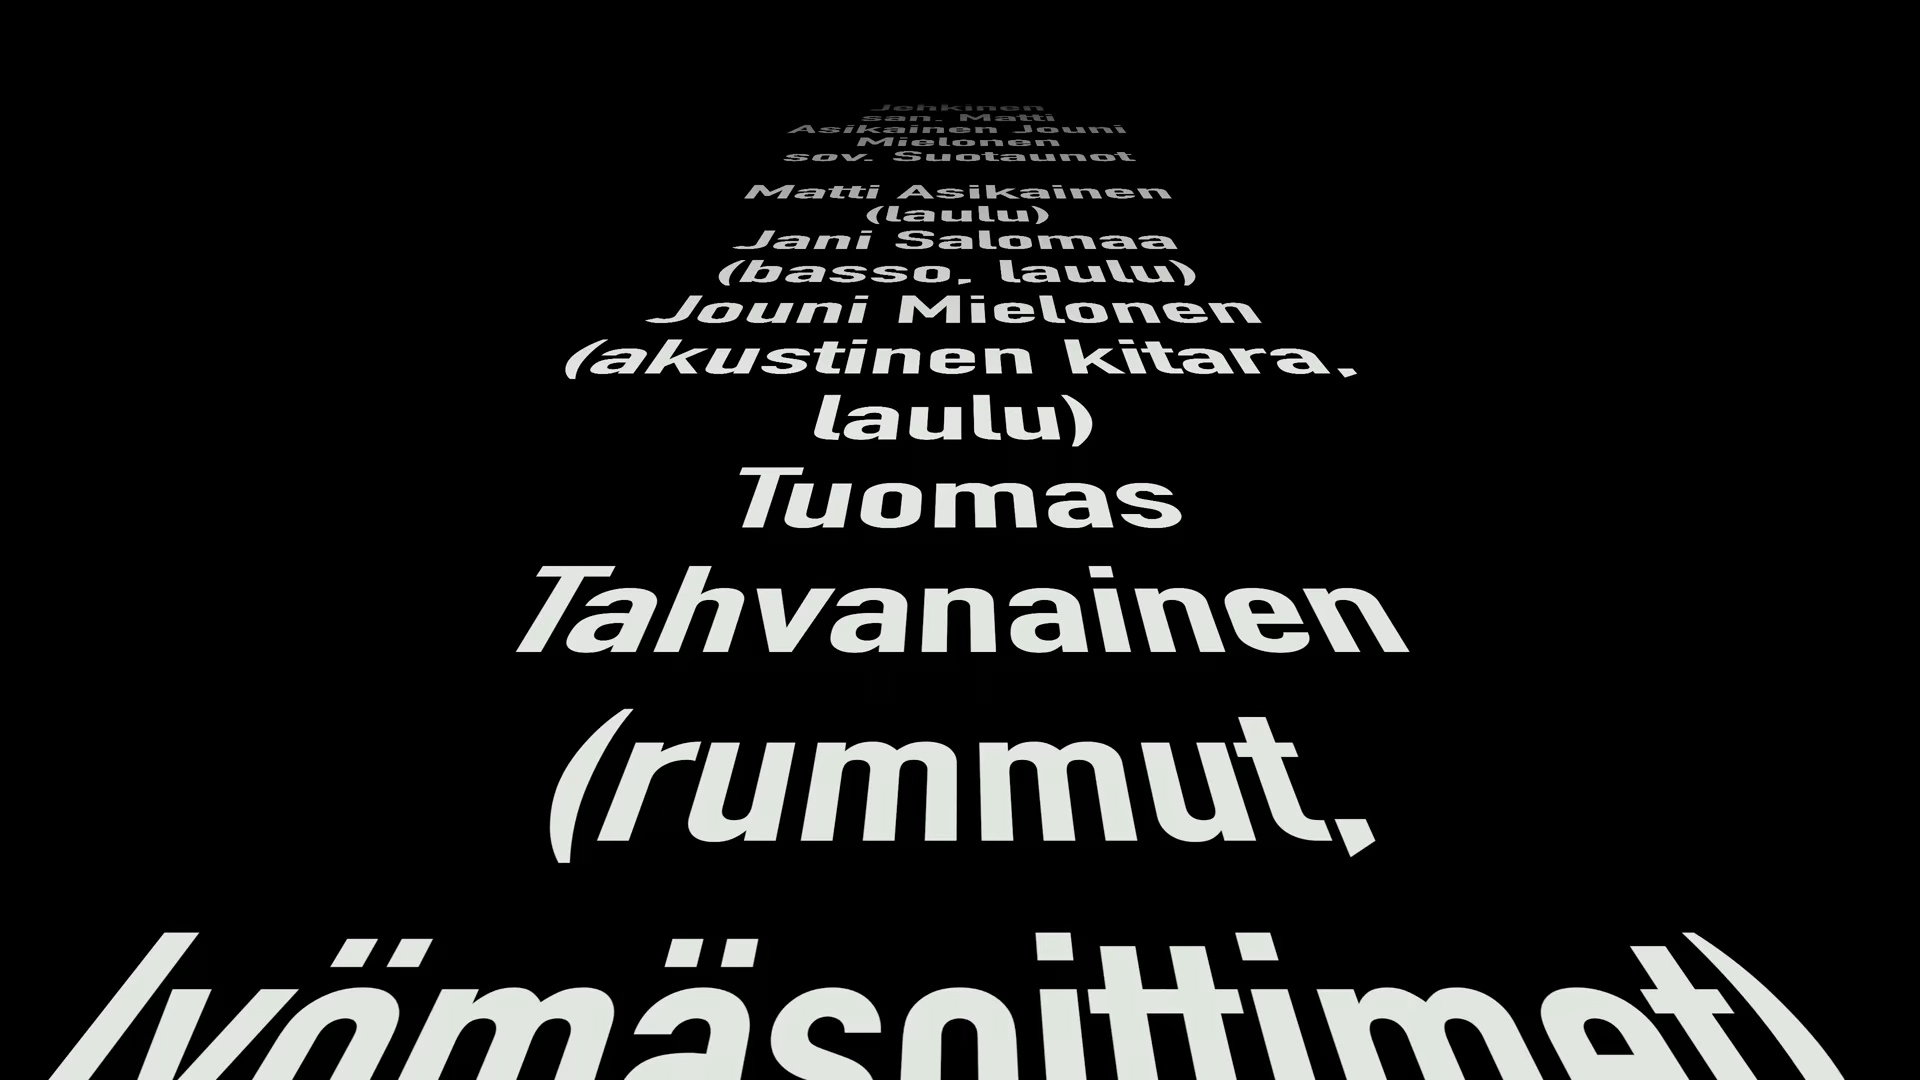 Jehkinen
san. Matti
Asikainen Jouni
Mielonen
sov. Suotaunot
Matti Asikainen
(laulu)
Jani Salomaa
(basso, laulu)
Jouni Mielonen
(akustinen kitara,
laulu)
Tuomas
Tahvanainen
(rummut,
lyömäsoittimet)